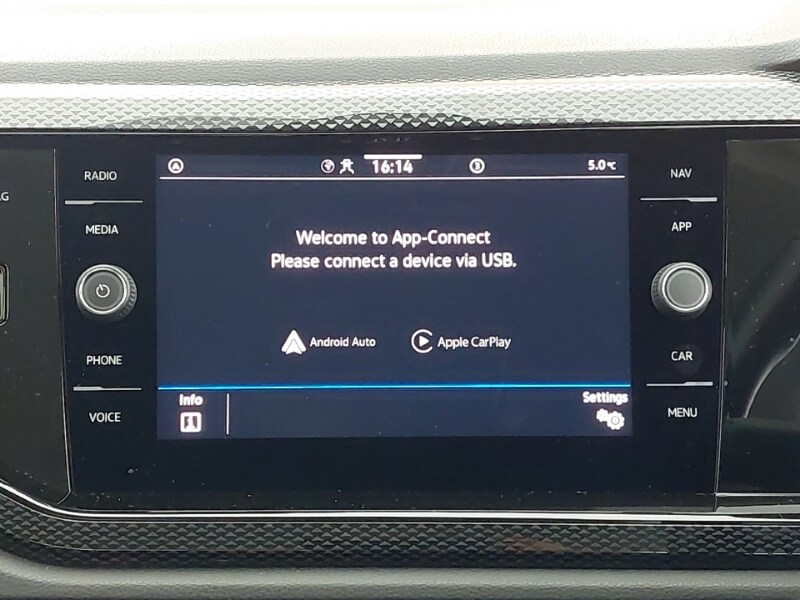 16:14
5.0°C
RADIO
MEDIA
PHONE
VOICE
Welcome to App-Connect
Please connect a device via USB.
Android Auto
Apple CarPlay
Info
Settings
NAV
APP
CAR
MENU